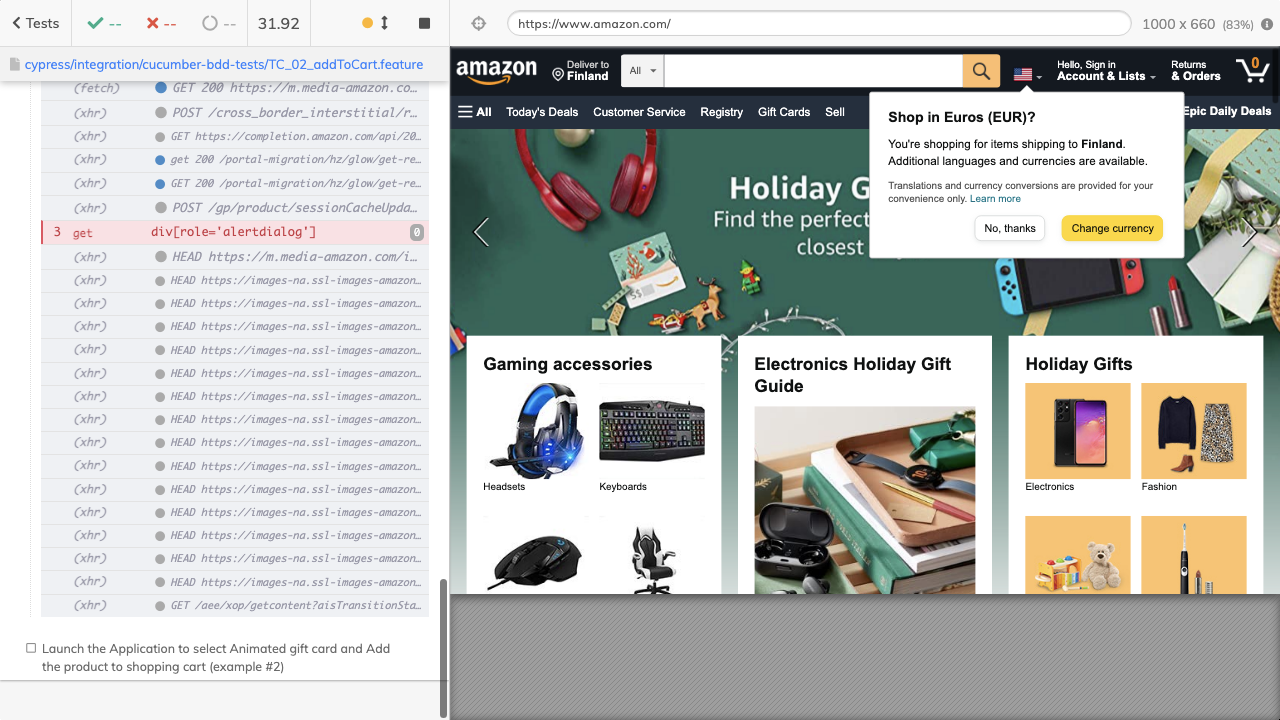 Tests
--
--
--
31.92
https://www.amazon.com/
1000 x 660 (83%)
cypress/integration/cucumber-bdd-tests/TC_02_addToCart.feature
(fetch) GET 200 https://m.media-amazon.co…
(xhr) POST /cross_border_interstitial/r…
(xhr) GET https://completion.amazon.com/api/20…
(xhr) get 200 /portal-migration/hz/glow/get-re…
(xhr) GET 200 /portal-migration/hz/glow/get-re…
(xhr) POST /gp/product/sessionCacheUpda…
3 get div[role='alertdialog'] 0
(xhr) HEAD https://m.media-amazon.com/i…
(xhr) HEAD https://images-na.ssl-images-amazon…
(xhr) HEAD https://images-na.ssl-images-amazon…
(xhr) HEAD https://images-na.ssl-images-amazon…
(xhr) HEAD https://images-na.ssl-images-amazon…
(xhr) HEAD https://images-na.ssl-images-amazon…
(xhr) HEAD https://images-na.ssl-images-amazon…
(xhr) HEAD https://images-na.ssl-images-amazon…
(xhr) HEAD https://images-na.ssl-images-amazon…
(xhr) HEAD https://images-na.ssl-images-amazon…
(xhr) HEAD https://images-na.ssl-images-amazon…
(xhr) HEAD https://images-na.ssl-images-amazon…
(xhr) HEAD https://images-na.ssl-images-amazon…
(xhr) HEAD https://images-na.ssl-images-amazon…
(xhr) HEAD https://images-na.ssl-images-amazon…
(xhr) GET /aee/xop/getcontent?aisTransitionSta…
Launch the Application to select Animated gift card and Add
the product to shopping cart (example #2)
amazon
Deliver to
Finland
All
Hello, Sign in
Account & Lists
Returns
& Orders
0
All
Today's Deals
Customer Service
Registry
Gift Cards
Sell
Epic Daily Deals
Shop in Euros (EUR)?
You're shopping for items shipping to Finland.
Additional languages and currencies are available.
Translations and currency conversions are provided for your
convenience only. Learn more
No, thanks
Change currency
Holiday G
Find the perfec
closest
Gaming accessories
Headsets
Keyboards
Electronics Holiday Gift
Guide
Holiday Gifts
Electronics
Fashion